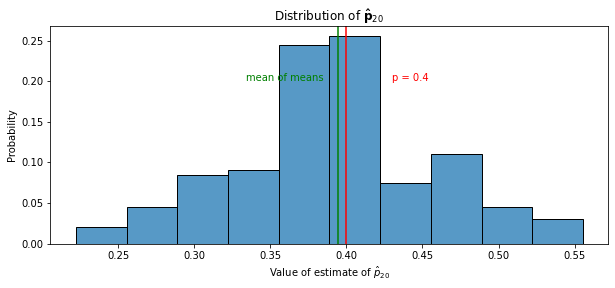 Distribution of p̂₂₀
Probability
0.25
0.20
0.15
0.10
0.05
0.00
mean of means
p = 0.4
0.25 0.30 0.35 0.40 0.45 0.50 0.55
Value of estimate of p̂₂₀